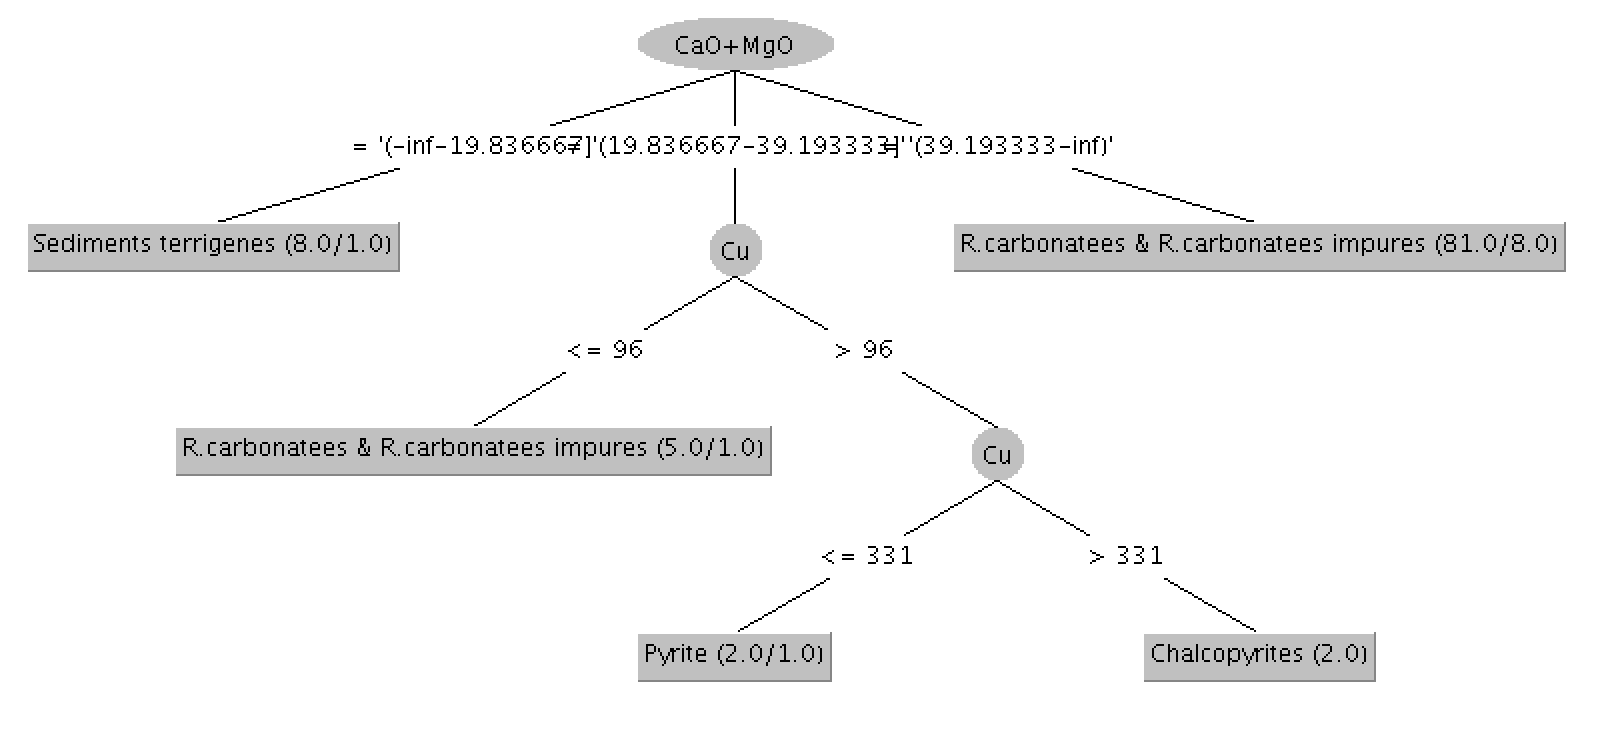 CaO+MgO
= '(-inf-19.836667]' = '(19.836667-39.193333]' = '(39.193333-inf)'
Sediments terrigenes (8.0/1.0)
Cu
R.carbonatees & R.carbonatees impures (81.0/8.0)
<= 96
> 96
R.carbonatees & R.carbonatees impures (5.0/1.0)
Cu
<= 331
> 331
Pyrite (2.0/1.0)
Chalcopyrites (2.0)